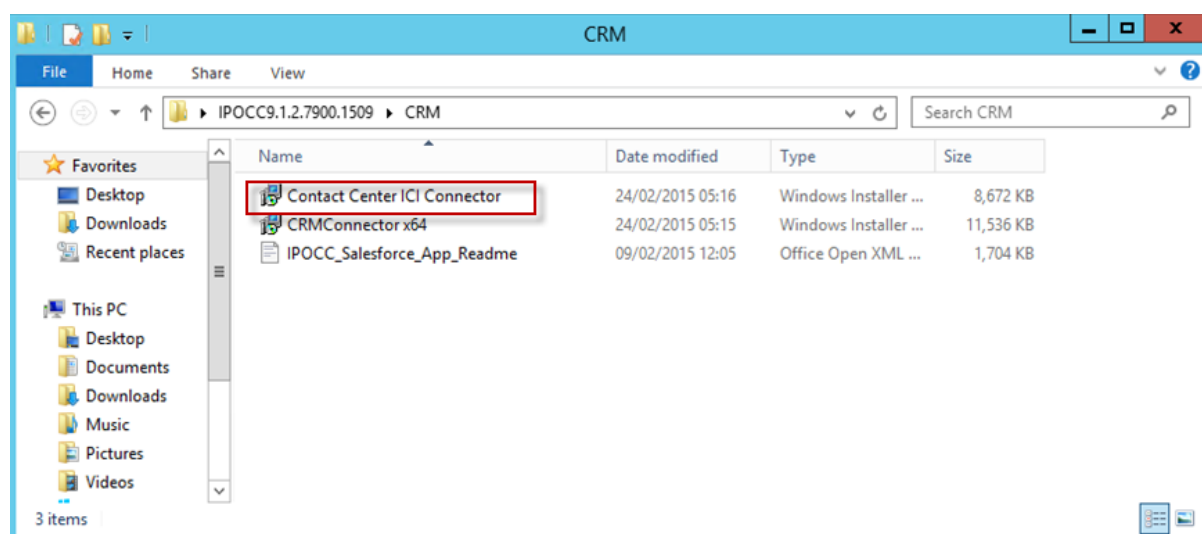 CRM
File Home Share View
IPOCC9.1.2.7900.1509 CRM Search CRM
Name Date modified Type Size
Favorites
Desktop
Downloads
Recent places
This PC
Desktop
Documents
Downloads
Music
Pictures
Videos
Contact Center ICI Connector 24/02/2015 05:16 Windows Installer ... 8,672 KB
CRMConnector x64 24/02/2015 05:15 Windows Installer ... 11,536 KB
IPOCC_Salesforce_App_Readme 09/02/2015 12:05 Office Open XML ... 1,704 KB
3 items